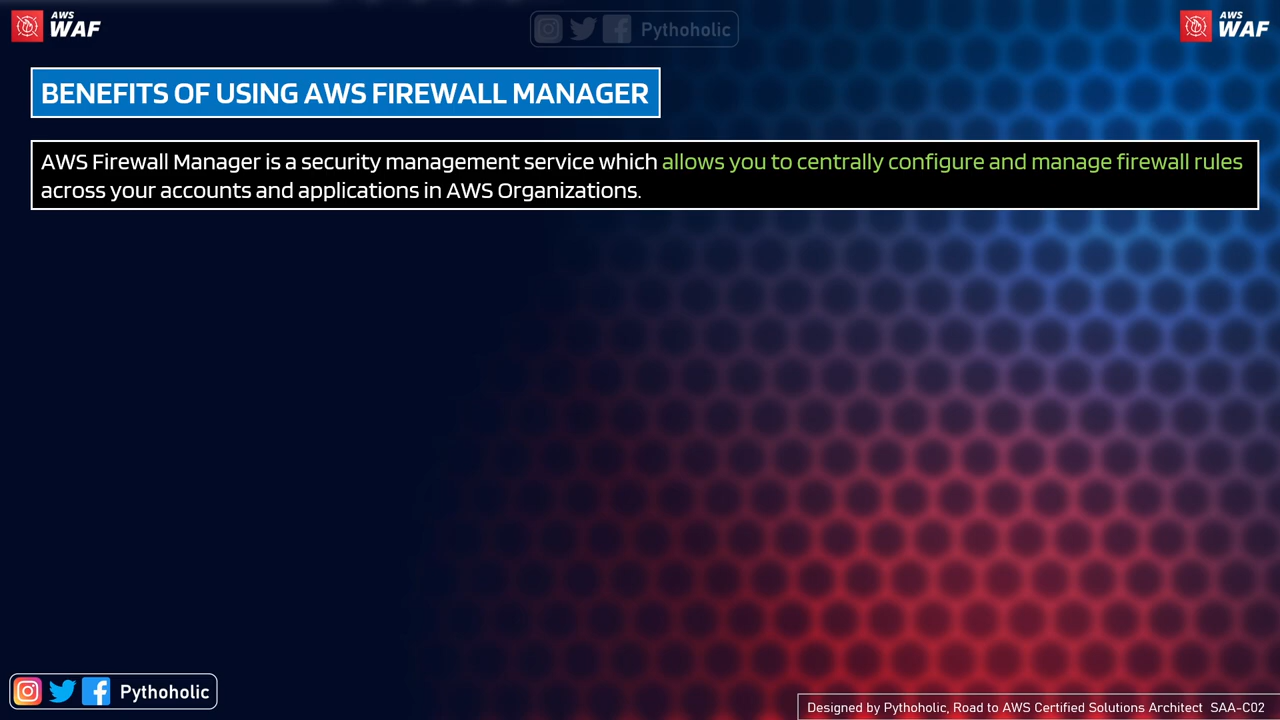 AWS
WAF
Pythoholic
AWS
WAF
BENEFITS OF USING AWS FIREWALL MANAGER
AWS Firewall Manager is a security management service which allows you to centrally configure and manage firewall rules
across your accounts and applications in AWS Organizations.
Pythoholic
Designed by Pythoholic, Road to AWS Certified Solutions Architect SAA-C02